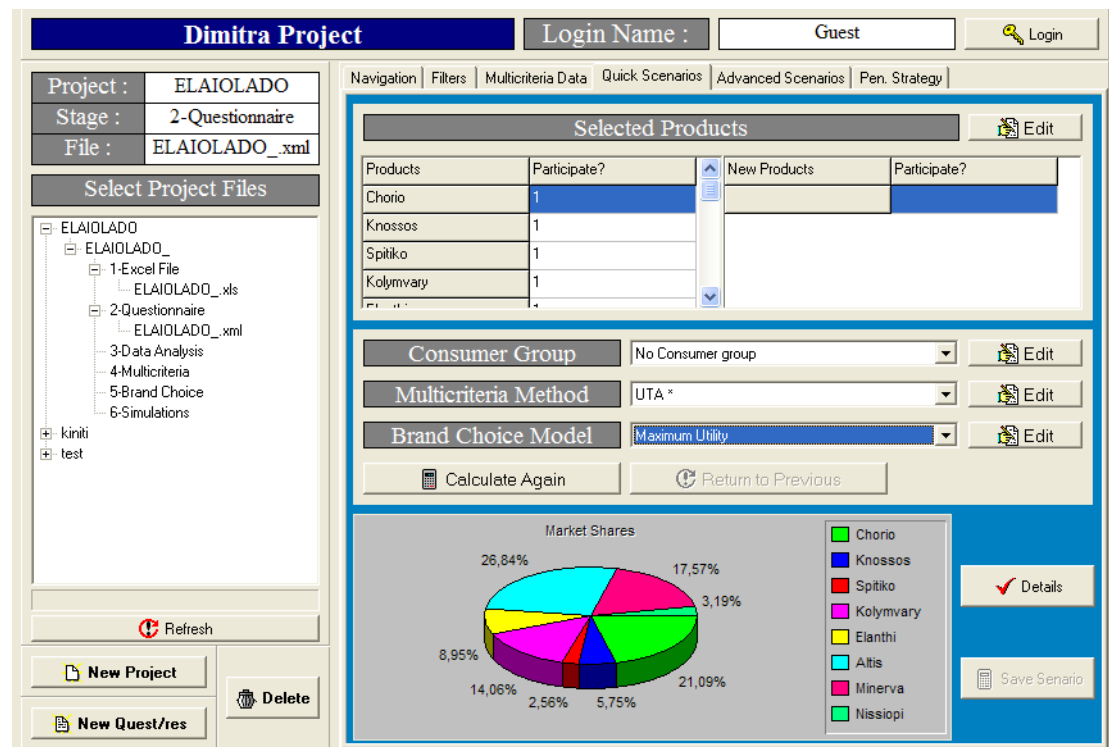 Dimitra Project
Login Name :
Guest
Login
Project :
ELAIOLADO
Stage :
2-Questionnaire
File :
ELAIOLADO_.xml
Select Project Files
ELAIOLADO
ELAIOLADO_
1-Excel File
ELAIOLADO_.xls
2-Questionnaire
ELAIOLADO_.xml
3-Data Analysis
4-Multicriteria
5-Brand Choice
6-Simulations
kiniti
test
Refresh
New Project
New Quest/res
Delete
Navigation
Filters
Multicriteria Data
Quick Scenarios
Advanced Scenarios
Pen. Strategy
Selected Products
Edit
Products
Participate?
Chorio
1
Knossos
1
Spitiko
1
Kolymvary
1
New Products
Participate?
Consumer Group
No Consumer group
Edit
Multicriteria Method
UTA *
Edit
Brand Choice Model
Maximum Utility
Edit
Calculate Again
Return to Previous
Market Shares
26,84%
17,57%
3,19%
21,09%
5,75%
2,56%
14,06%
8,95%
Chorio
Knossos
Spitiko
Kolymvary
Elanthi
Altis
Minerva
Nissiopi
Details
Save Senario